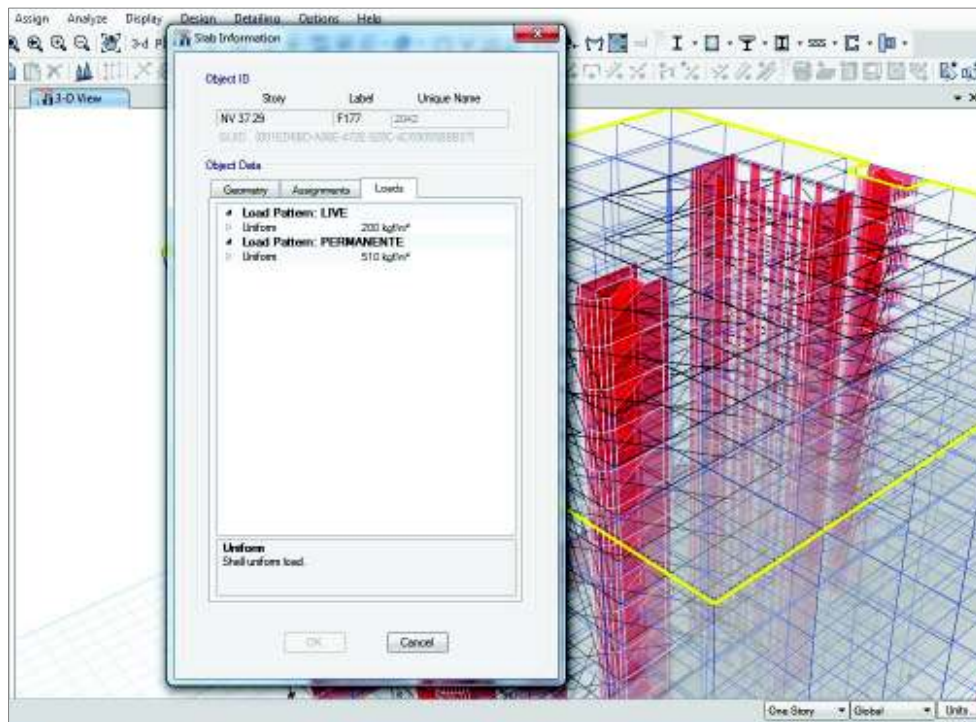 Assign Analyze Display Design Detailing Options Help
Slab Information
3-D View
Object ID
Story Label Unique Name
NV 37.29 F177
Object Data
Geometry Assignments Loads
Load Pattern: LIVE
Uniform 200 kgf/m²
Load Pattern: PERMANENTE
Uniform 510 kgf/m²
Uniform
Shell uniform load.
OK Cancel
One Story Global Units